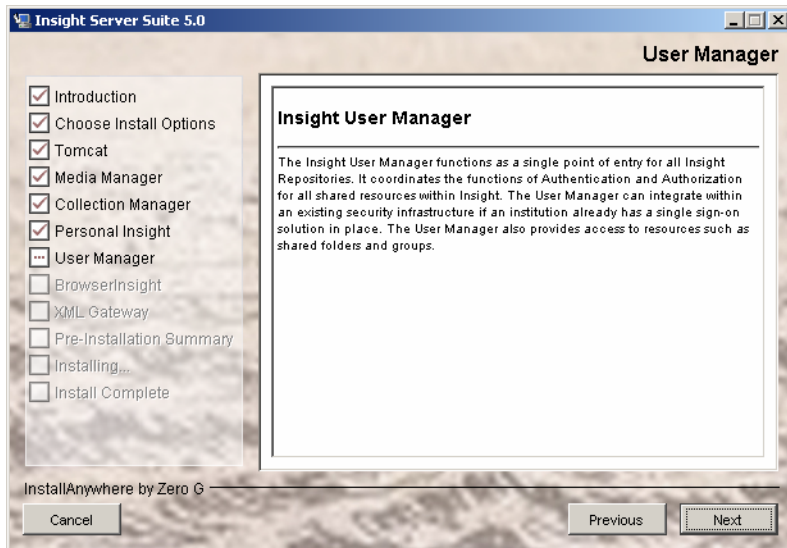 Insight Server Suite 5.0
User Manager
Introduction
Choose Install Options
Tomcat
Media Manager
Collection Manager
Personal Insight
User Manager
BrowserInsight
XML Gateway
Pre-Installation Summary
Installing...
Install Complete
Insight User Manager
The Insight User Manager functions as a single point of entry for all Insight
Repositories. It coordinates the functions of Authentication and Authorization
for all shared resources within Insight. The User Manager can integrate within
an existing security infrastructure if an institution already has a single sign-on
solution in place. The User Manager also provides access to resources such as
shared folders and groups.
InstallAnywhere by Zero G
Cancel
Previous
Next